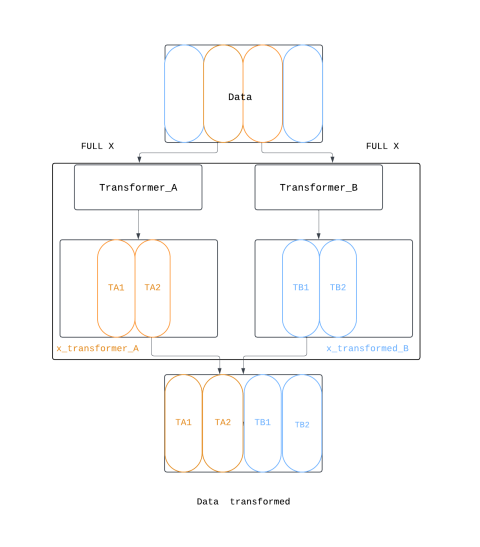 Data
FULL X
FULL X
Transformer_A
Transformer_B
TA1
TA2
TB1
TB2
x_transformer_A
x_transformed_B
TA1
TA2
TB1
TB2
Data transformed